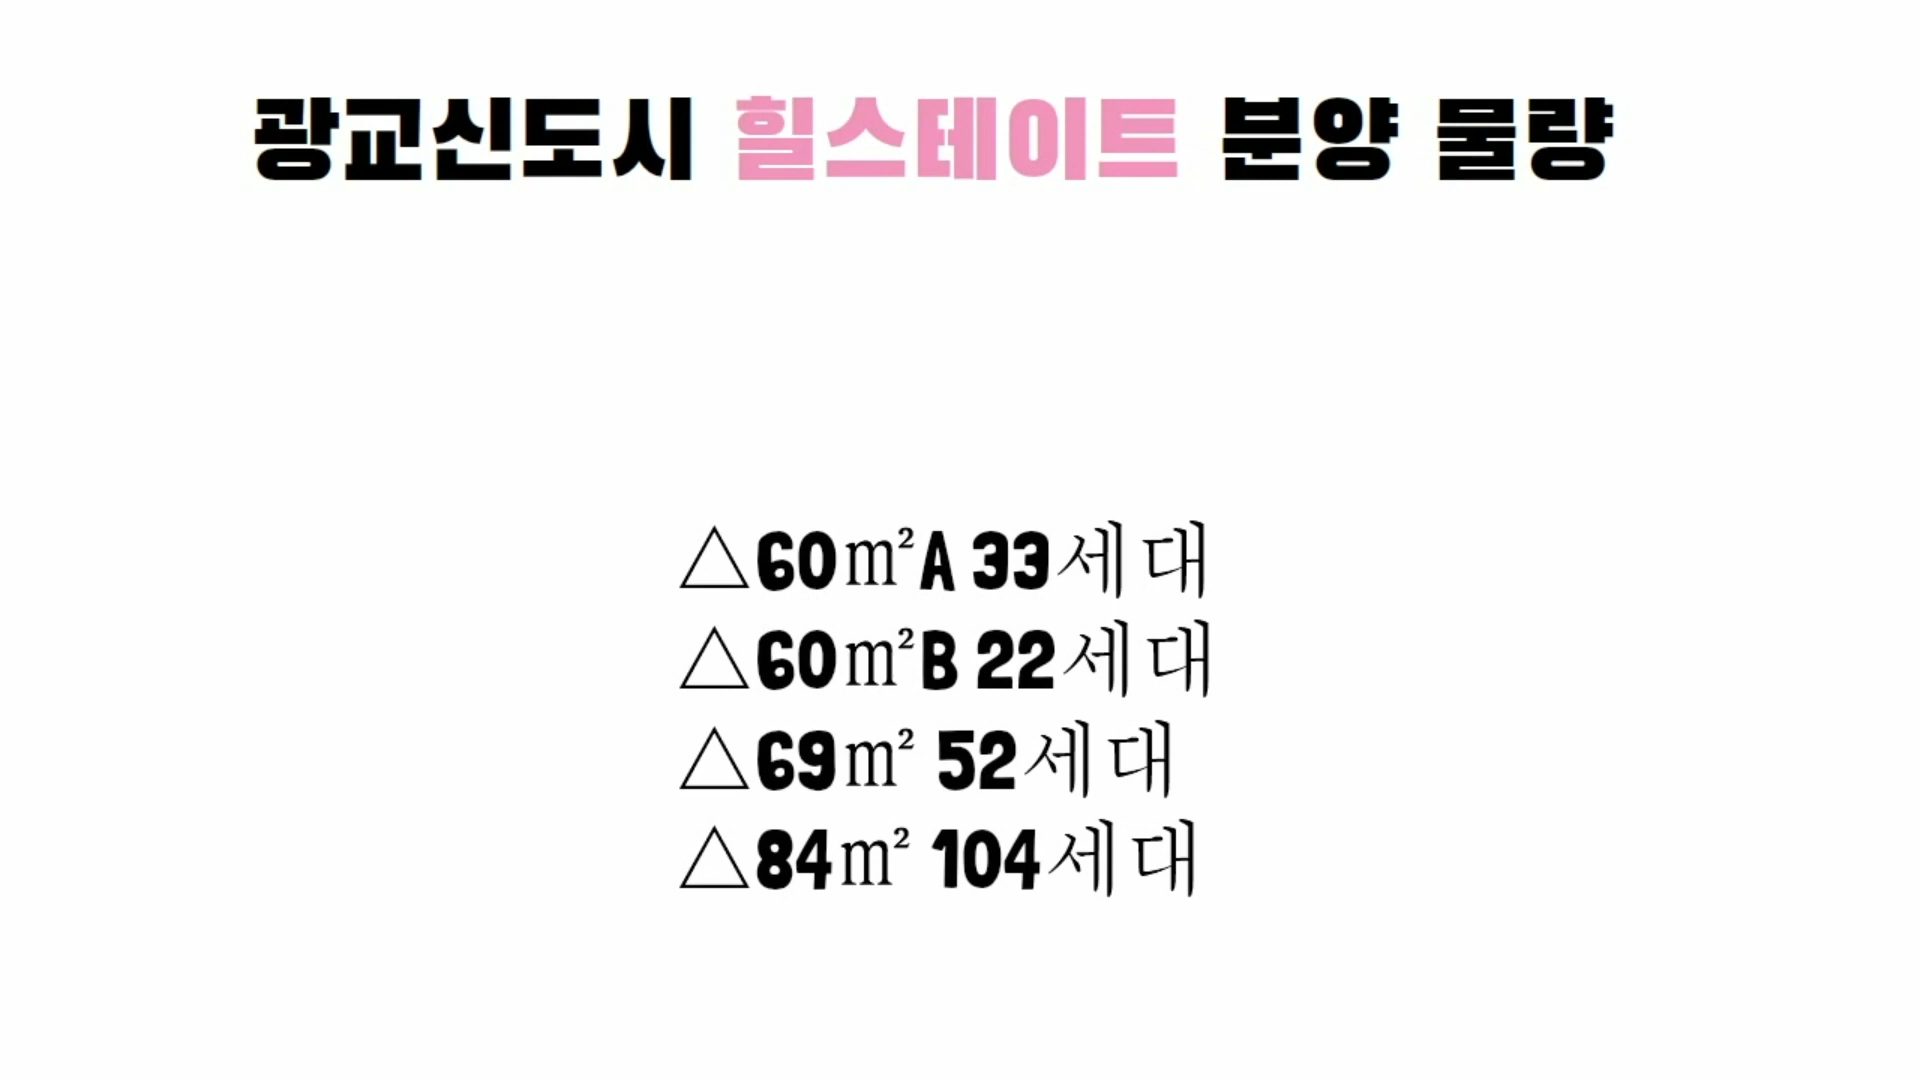 광교신도시 힐스테이트 분양 물량
△60㎡A 33세대
△60㎡B 22세대
△69㎡ 52세대
△84㎡ 104세대